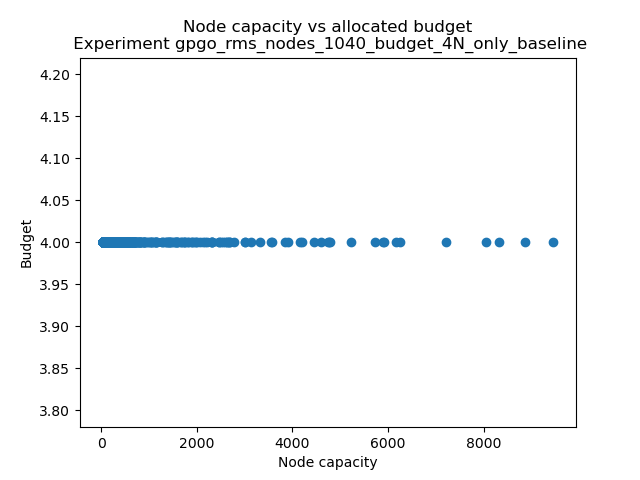 Node capacity vs allocated budget
Experiment gpgo_rms_nodes_1040_budget_4N_only_baseline
4.20
4.15
4.10
4.05
4.00
3.95
3.90
3.85
3.80
Budget
0 2000 4000 6000 8000
Node capacity